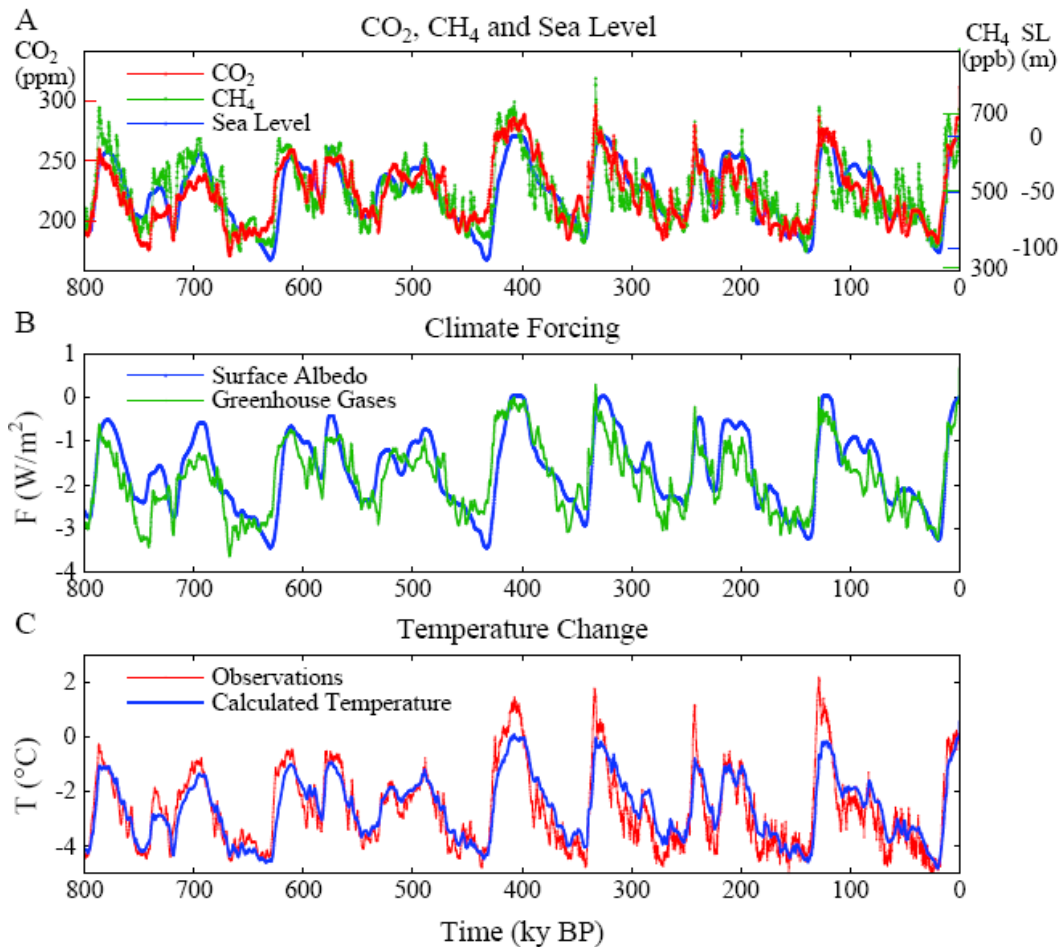 A
CO₂, CH₄ and Sea Level
CO₂
(ppm)
CH₄ SL
(ppb) (m)
CO₂
CH₄
Sea Level
300
250
200
700
500
300
0
-50
-100
800 700 600 500 400 300 200 100 0
B
Climate Forcing
Surface Albedo
Greenhouse Gases
F (W/m²)
1
0
-1
-2
-3
-4
800 700 600 500 400 300 200 100 0
C
Temperature Change
Observations
Calculated Temperature
T (°C)
2
0
-2
-4
800 700 600 500 400 300 200 100 0
Time (ky BP)